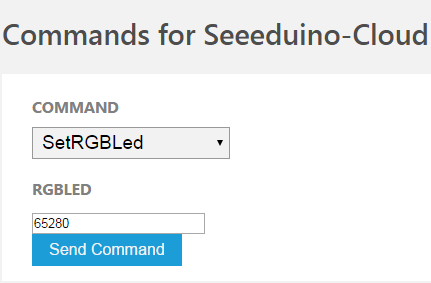 Commands for Seeeduino-Cloud
COMMAND
SetRGBLed
RGBLED
65280
Send Command